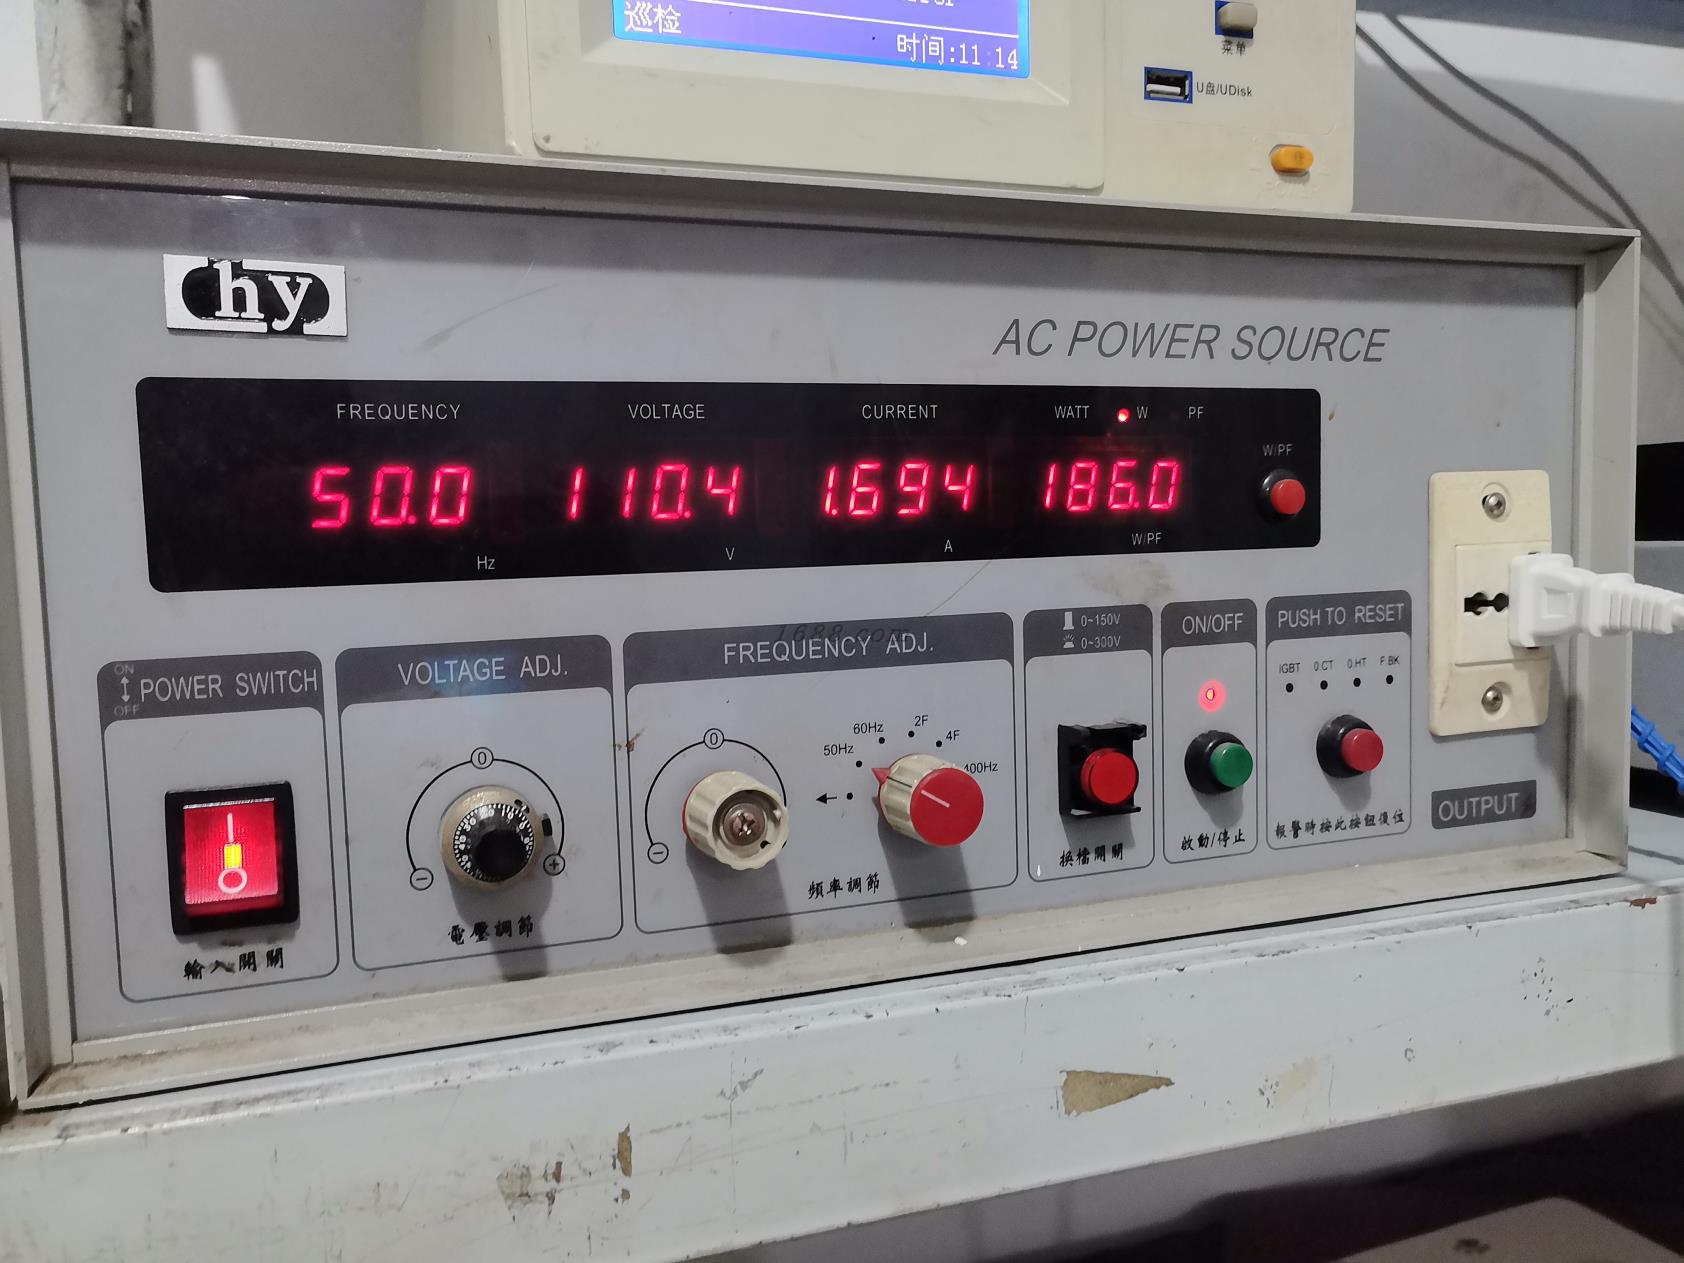 巡检
时间:11:14
菜单
U盘/UDisk
hy
AC POWER SOURCE
FREQUENCY
VOLTAGE
CURRENT
WATT
W
PF
W/PF
50.0
110.4
1.694
186.0
Hz
V
A
W/PF
ON
OFF
POWER SWITCH
輸入開關
VOLTAGE ADJ.
0
-
+
電壓調節
1688.com
FREQUENCY ADJ.
0
-
50Hz
60Hz
2F
4F
400Hz
頻率調節
0~150V
0~300V
换檔開關
ON/OFF
啟動/停止
PUSH TO RESET
IGBT O.CT O.HT F.BK
報警時按此按鈕復位
OUTPUT